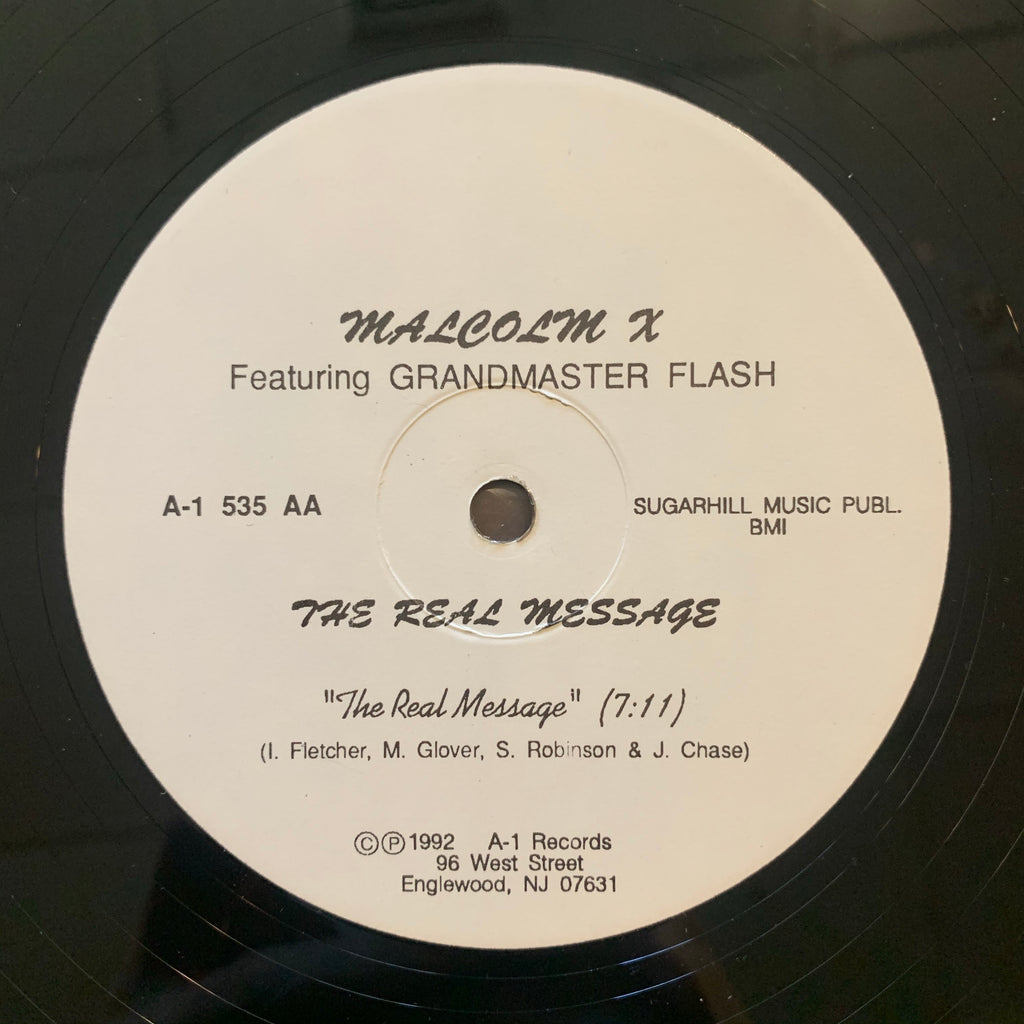 MALCOLM X
Featuring GRANDMASTER FLASH
A-1 535 AA
SUGARHILL MUSIC PUBL.
BMI
THE REAL MESSAGE
"The Real Message" (7:11)
(I. Fletcher, M. Glover, S. Robinson & J. Chase)
©℗1992 A-1 Records
96 West Street
Englewood, NJ 07631